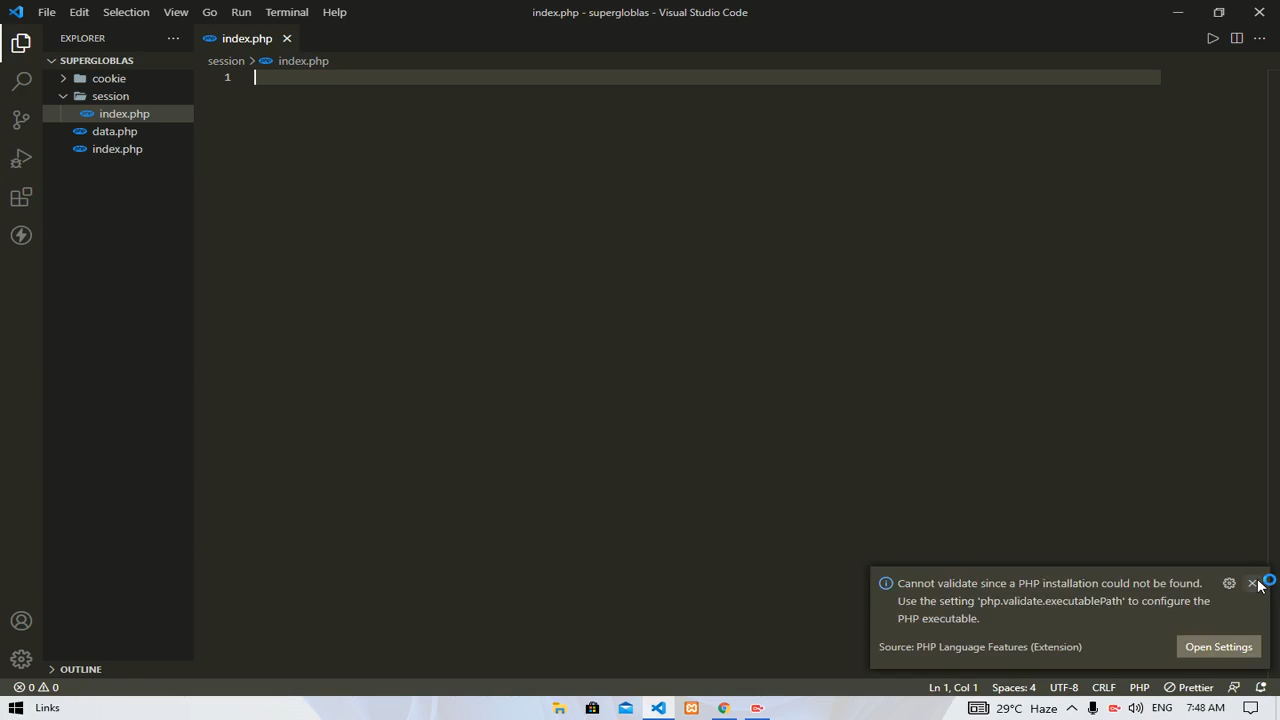 File Edit Selection View Go Run Terminal Help
index.php - supergloblas - Visual Studio Code
EXPLORER
index.php
SUPERGLOBLAS
session index.php
cookie
1
session
index.php
data.php
index.php
Cannot validate since a PHP installation could not be found.
Use the setting 'php.validate.executablePath' to configure the
PHP executable.
Source: PHP Language Features (Extension)
Open Settings
OUTLINE
0 0
Ln 1, Col 1 Spaces: 4 UTF-8 CRLF PHP Prettier
Links
29°C Haze ENG 7:48 AM